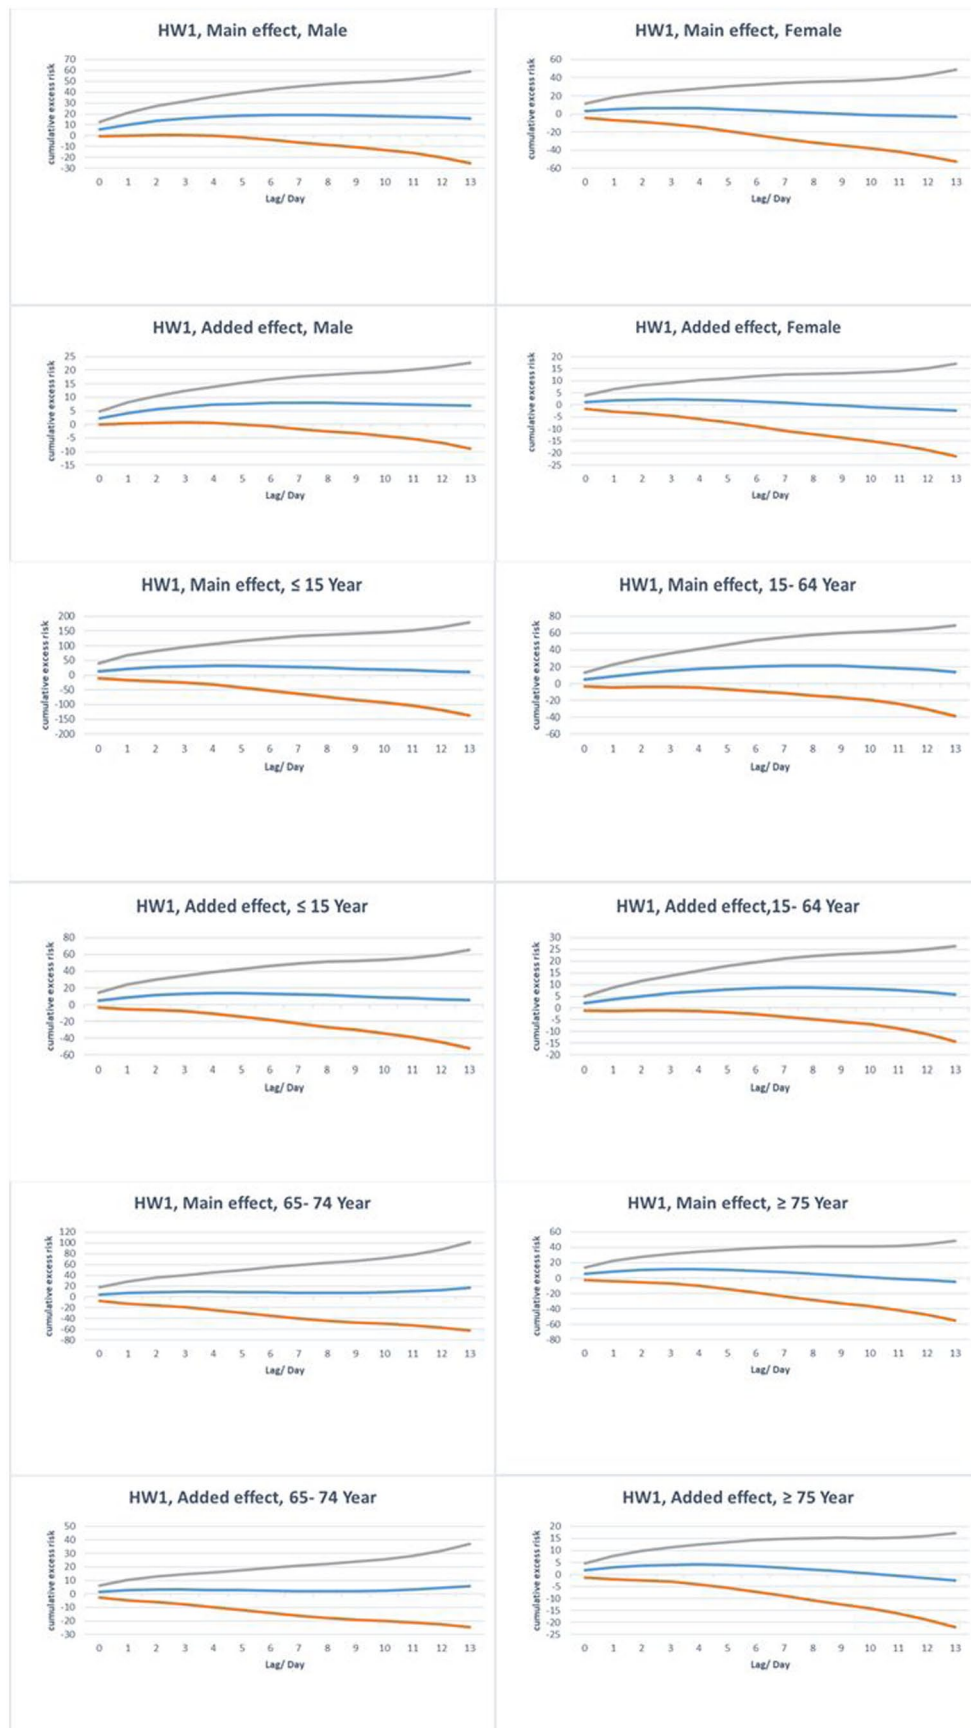 HW1, Main effect, Male
cumulative excess risk
70
60
50
40
30
20
10
0
-10
-20
-30
0 1 2 3 4 5 6 7 8 9 10 11 12 13
Lag/ Day
HW1, Main effect, Female
cumulative excess risk
60
40
20
0
-20
-40
-60
0 1 2 3 4 5 6 7 8 9 10 11 12 13
Lag/ Day
HW1, Added effect, Male
cumulative excess risk
25
20
15
10
5
0
-5
-10
-15
0 1 2 3 4 5 6 7 8 9 10 11 12 13
Lag/ Day
HW1, Added effect, Female
cumulative excess risk
20
15
10
5
0
-5
-10
-15
-20
-25
0 1 2 3 4 5 6 7 8 9 10 11 12 13
Lag/ Day
HW1, Main effect, ≤ 15 Year
cumulative excess risk
200
150
100
50
0
-50
-100
-150
-200
0 1 2 3 4 5 6 7 8 9 10 11 12 13
Lag/ Day
HW1, Main effect, 15- 64 Year
cumulative excess risk
80
60
40
20
0
-20
-40
-60
0 1 2 3 4 5 6 7 8 9 10 11 12 13
Lag/ Day
HW1, Added effect, ≤ 15 Year
cumulative excess risk
80
60
40
20
0
-20
-40
-60
0 1 2 3 4 5 6 7 8 9 10 11 12 13
Lag/ Day
HW1, Added effect,15- 64 Year
cumulative excess risk
30
25
20
15
10
5
0
-5
-10
-15
-20
0 1 2 3 4 5 6 7 8 9 10 11 12 13
Lag/ Day
HW1, Main effect, 65- 74 Year
cumulative excess risk
120
100
80
60
40
20
0
-20
-40
-60
-80
0 1 2 3 4 5 6 7 8 9 10 11 12 13
Lag/ Day
HW1, Main effect, ≥ 75 Year
cumulative excess risk
60
40
20
0
-20
-40
-60
-80
0 1 2 3 4 5 6 7 8 9 10 11 12 13
Lag/ Day
HW1, Added effect, 65- 74 Year
cumulative excess risk
50
40
30
20
10
0
-10
-20
-30
0 1 2 3 4 5 6 7 8 9 10 11 12 13
Lag/ Day
HW1, Added effect, ≥ 75 Year
cumulative excess risk
20
15
10
5
0
-5
-10
-15
-20
-25
0 1 2 3 4 5 6 7 8 9 10 11 12 13
Lag/ Day